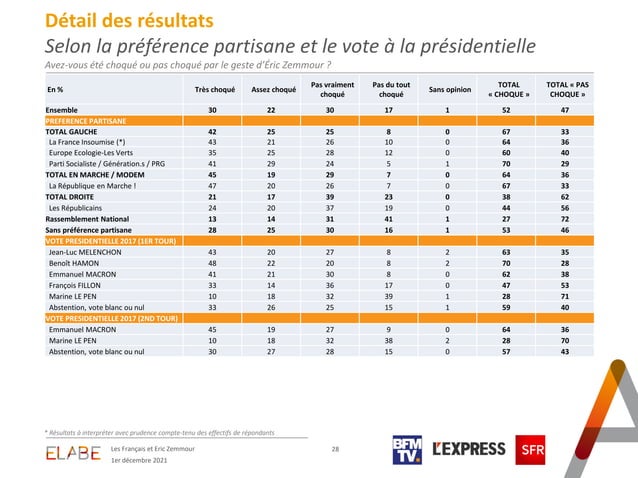 Détail des résultats
Selon la préférence partisane et le vote à la présidentielle
Avez-vous été choqué ou pas choqué par le geste d'Éric Zemmour ?
En % Très choqué Assez choqué Pas vraiment choqué Pas du tout choqué Sans opinion TOTAL « CHOQUE » TOTAL « PAS CHOQUE »
Ensemble 30 22 30 17 1 52 47
PREFERENCE PARTISANE
TOTAL GAUCHE 42 25 25 8 0 67 33
La France Insoumise (*) 43 21 26 10 0 64 36
Europe Ecologie-Les Verts 35 25 28 12 0 60 40
Parti Socialiste / Génération.s / PRG 41 29 24 5 1 70 29
TOTAL EN MARCHE / MODEM 45 19 29 7 0 64 36
La République en Marche ! 47 20 26 7 0 67 33
TOTAL DROITE 21 17 39 23 0 38 62
Les Républicains 24 20 37 19 0 44 56
Rassemblement National 13 14 31 41 1 27 72
Sans préférence partisane 28 25 30 16 1 53 46
VOTE PRESIDENTIELLE 2017 (1ER TOUR)
Jean-Luc MELENCHON 43 20 27 8 2 63 35
Benoît HAMON 48 22 20 8 2 70 28
Emmanuel MACRON 41 21 30 8 0 62 38
François FILLON 33 14 36 17 0 47 53
Marine LE PEN 10 18 32 39 1 28 71
Abstention, vote blanc ou nul 33 26 25 15 1 59 40
VOTE PRESIDENTIELLE 2017 (2ND TOUR)
Emmanuel MACRON 45 19 27 9 0 64 36
Marine LE PEN 10 18 32 38 2 28 70
Abstention, vote blanc ou nul 30 27 28 15 0 57 43
* Résultats à interpréter avec prudence compte-tenu des effectifs de répondants
ELABE
Les Français et Eric Zemmour
1er décembre 2021
28
BFM
TV.
L'EXPRESS
SFR